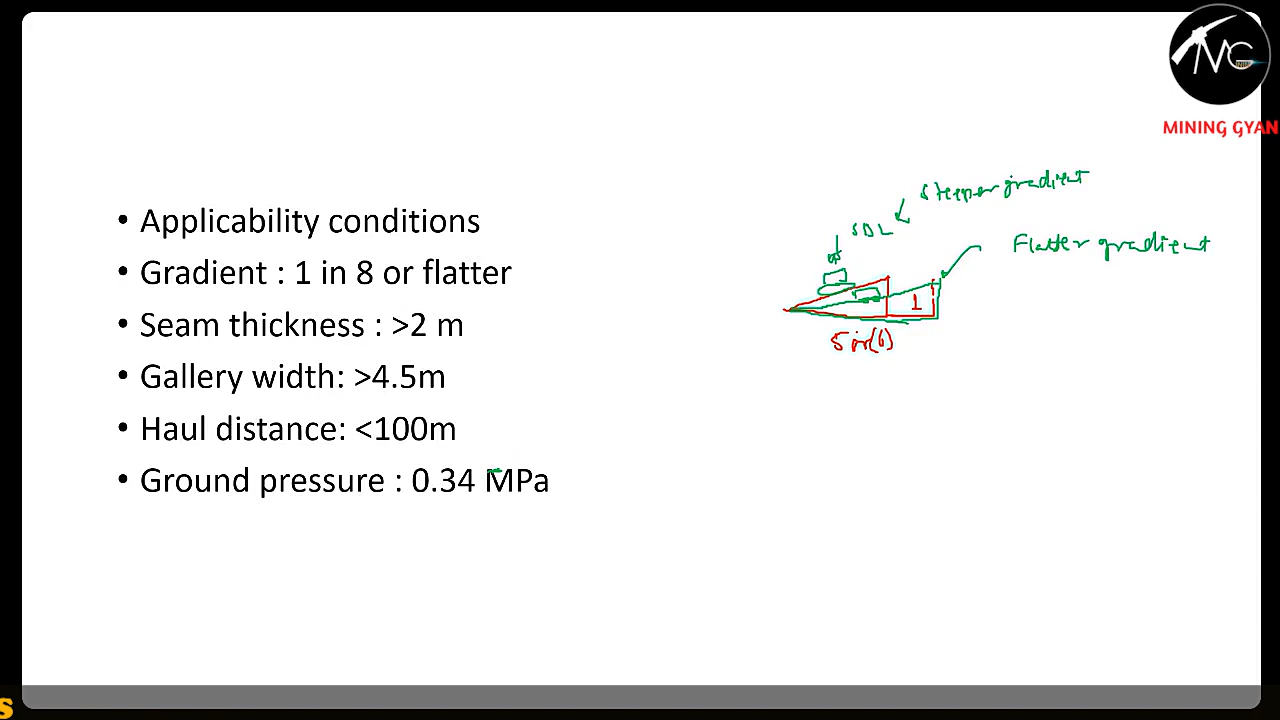 MG
MINING GYAN
Steeper gradient
SDL
Flatter gradient
• Applicability conditions
• Gradient : 1 in 8 or flatter
• Seam thickness : >2 m
• Gallery width: >4.5m
• Haul distance: <100m
• Ground pressure : 0.34 MPa
1
S